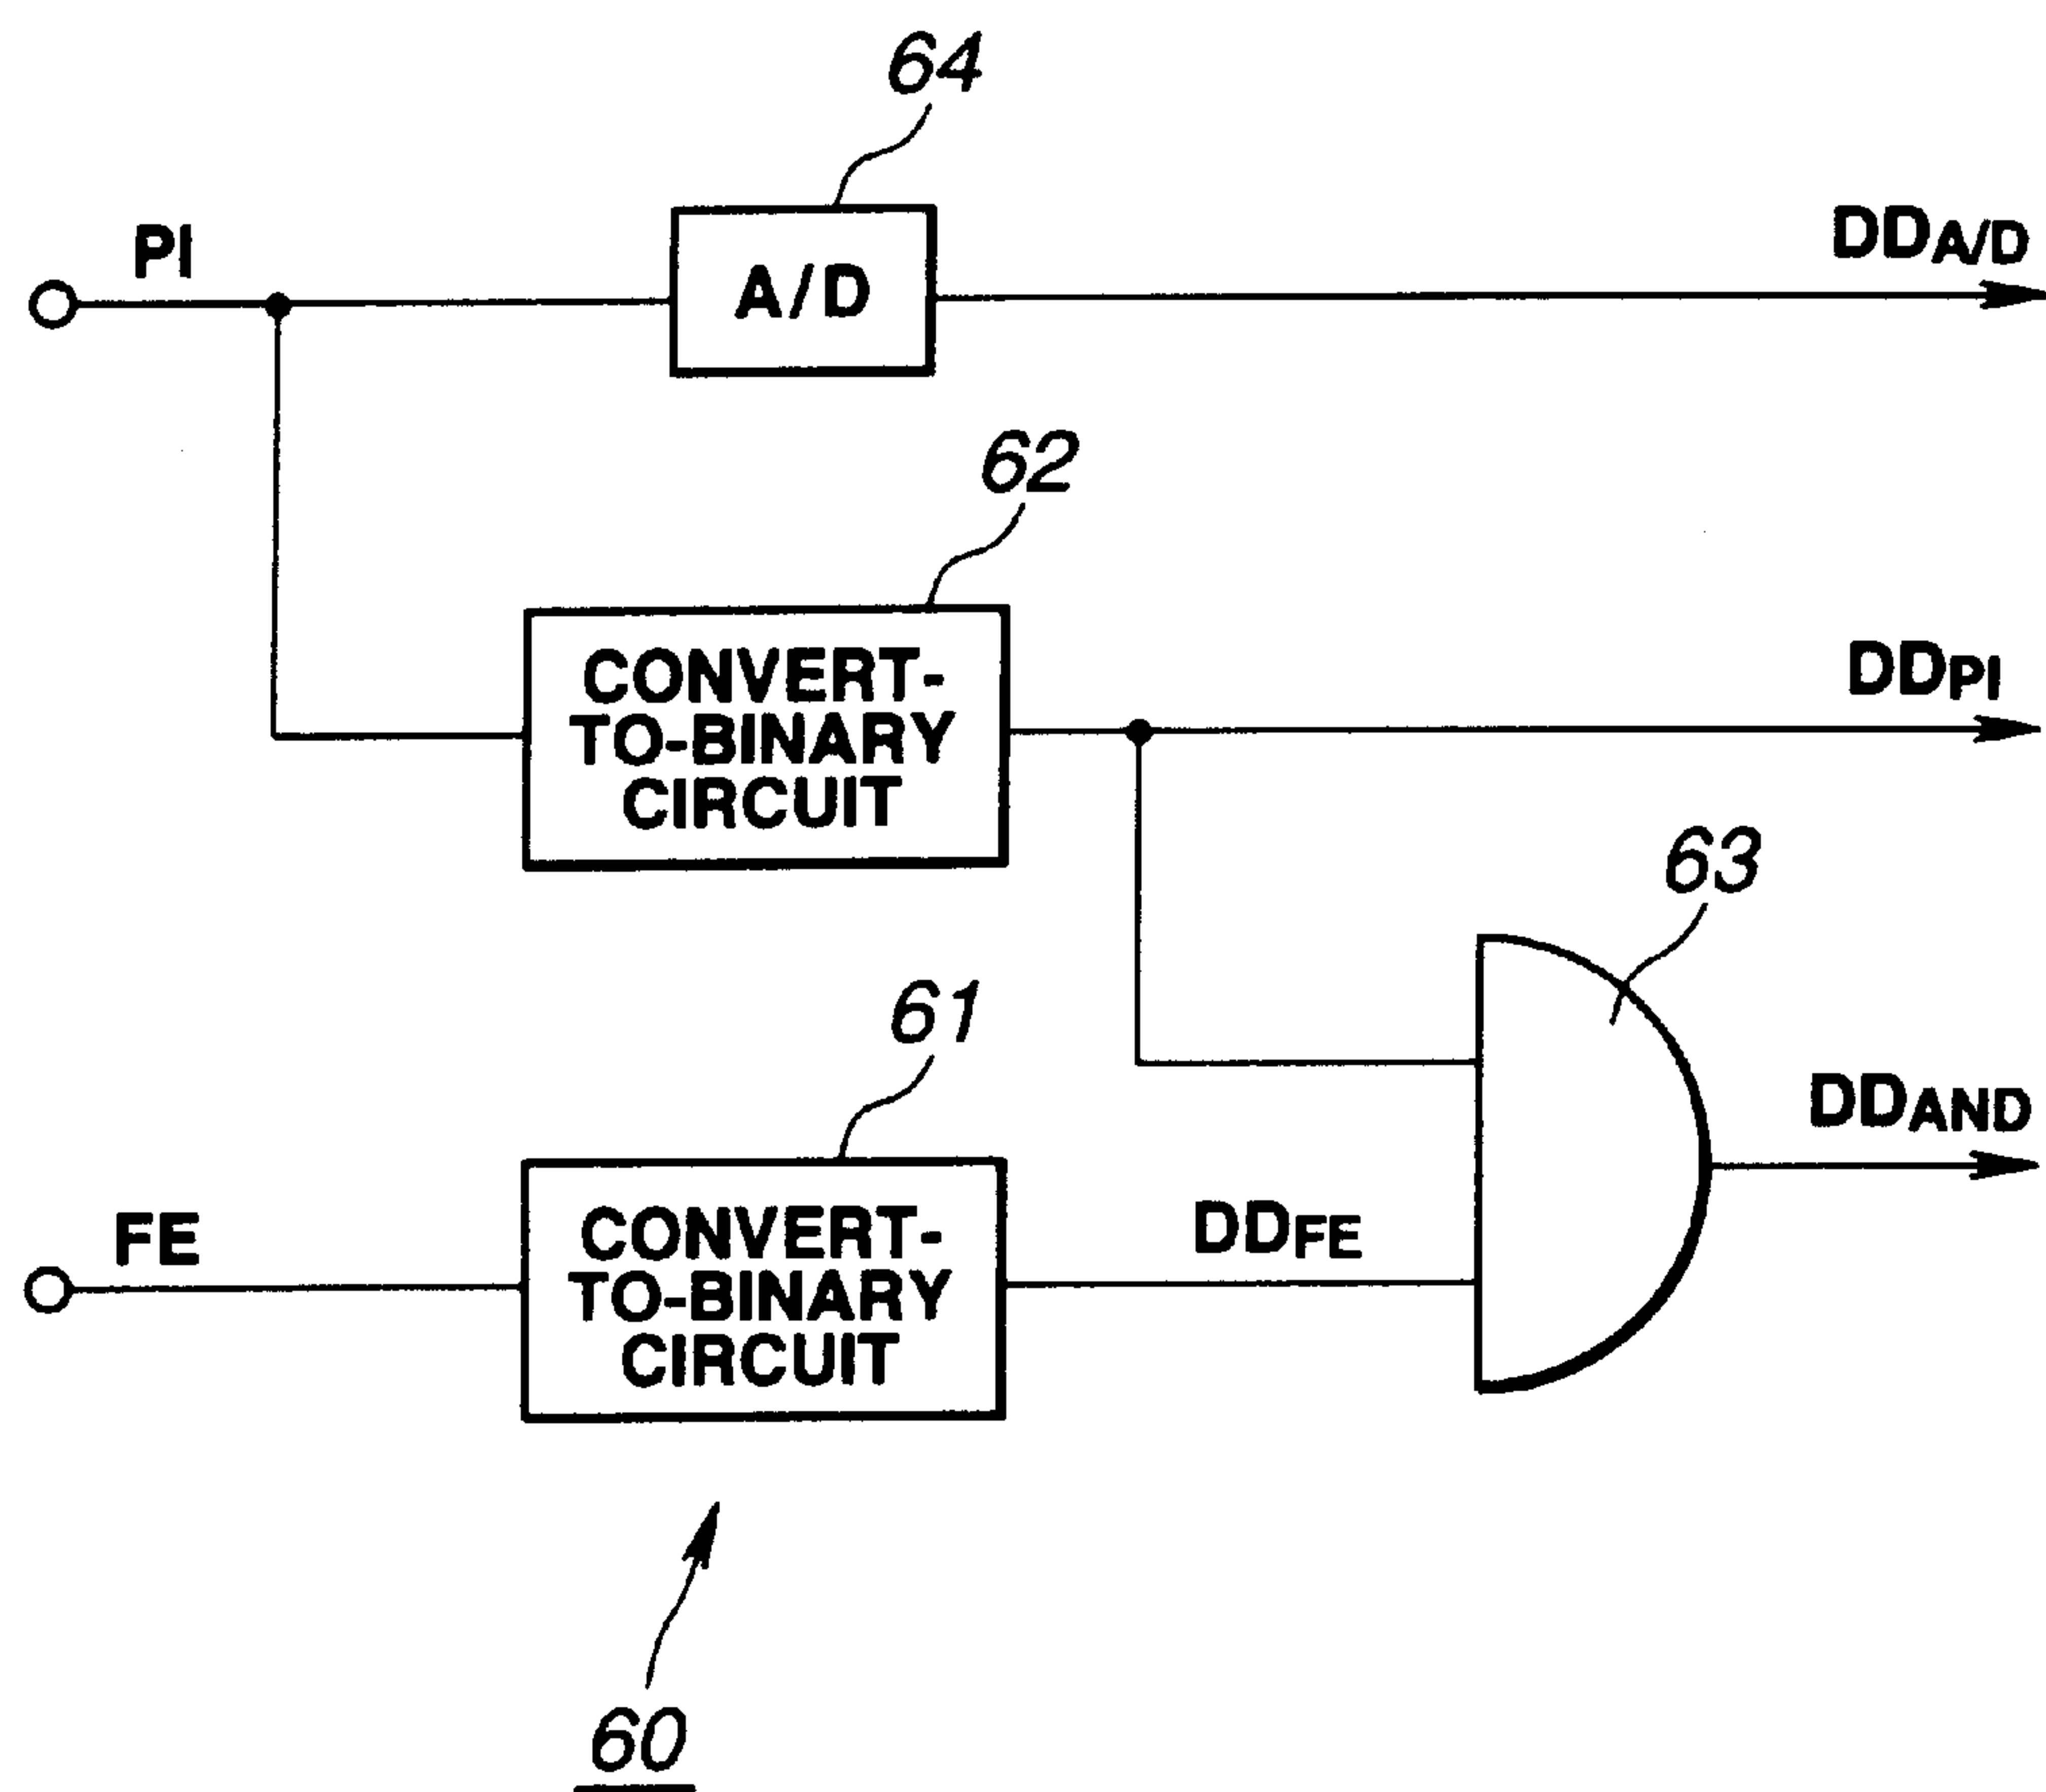 64
PI
A/D
DDA/D
62
CONVERT-
TO-BINARY
CIRCUIT
DDPI
63
61
FE
CONVERT-
TO-BINARY
CIRCUIT
DDFE
DDAND
60